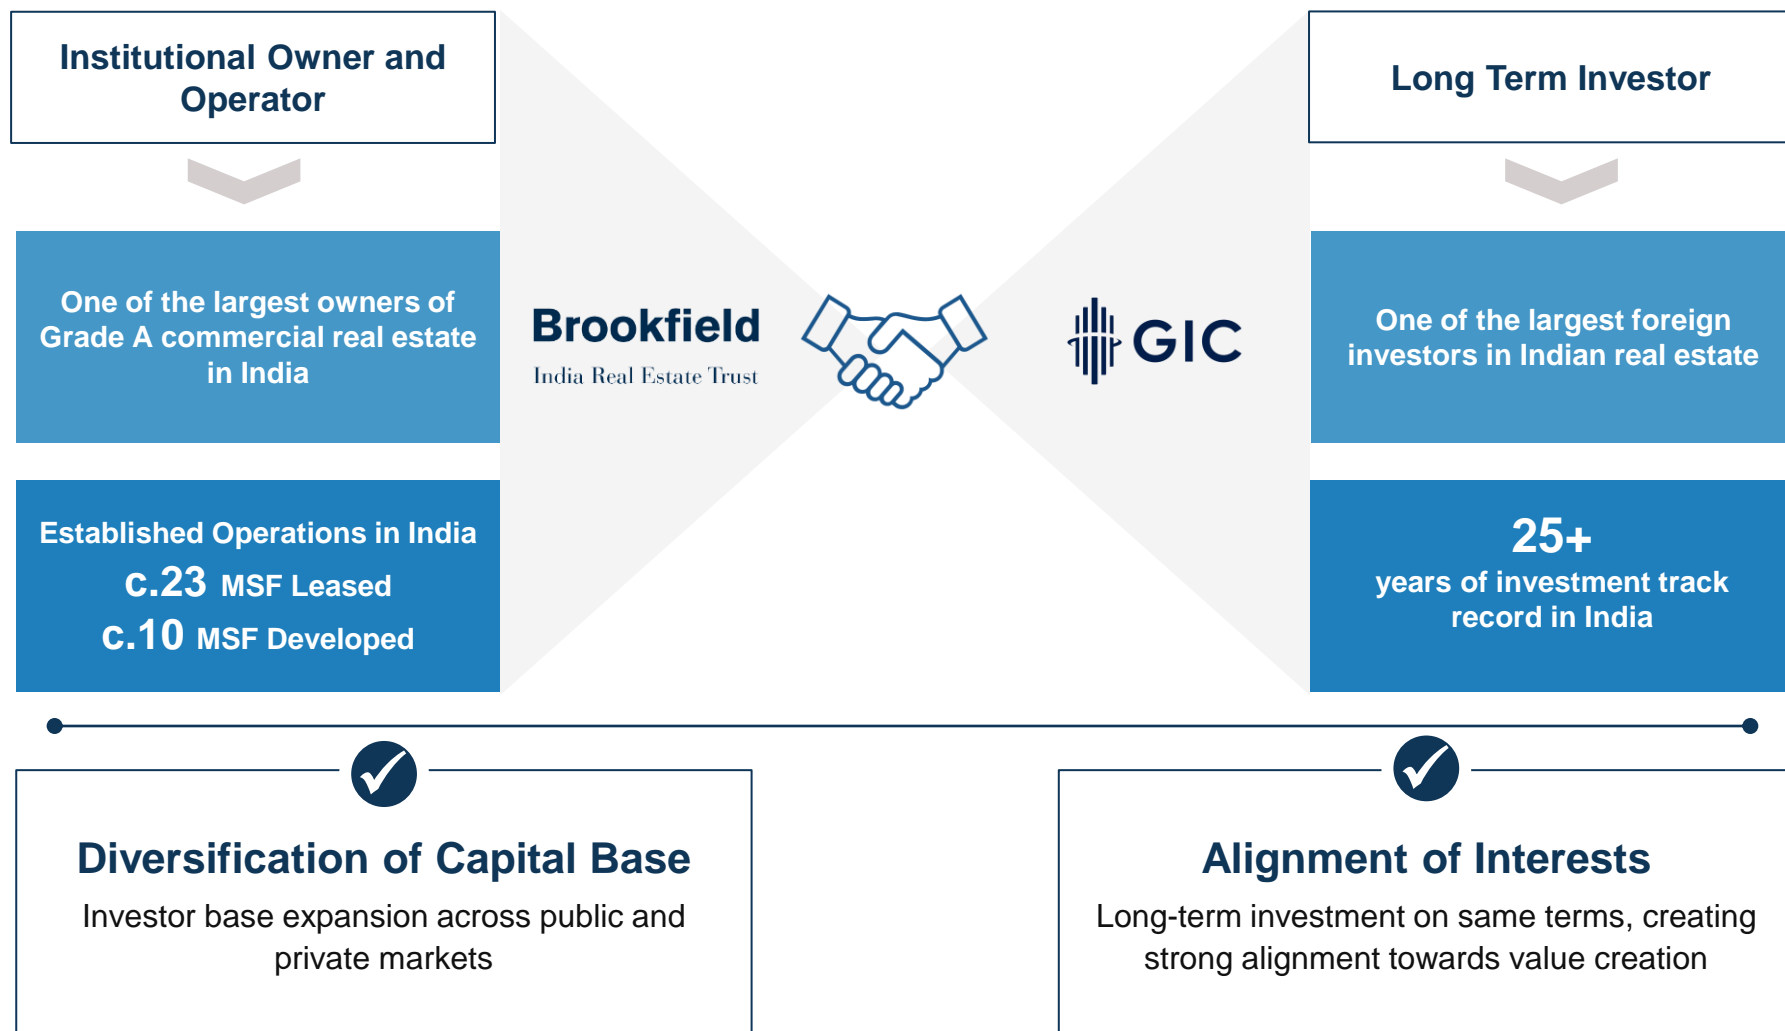 Institutional Owner and
Operator
One of the largest owners of
Grade A commercial real estate
in India
Established Operations in India
c.23 MSF Leased
c.10 MSF Developed
Brookfield
India Real Estate Trust
GIC
Long Term Investor
One of the largest foreign
investors in Indian real estate
25+
years of investment track
record in India
Diversification of Capital Base
Investor base expansion across public and
private markets
Alignment of Interests
Long-term investment on same terms, creating
strong alignment towards value creation